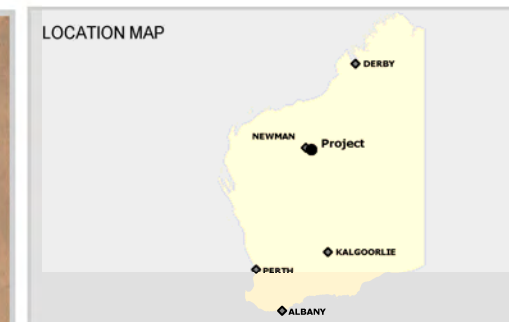 LOCATION MAP
DERBY
NEWMAN
Project
KALGOORLIE
PERTH
ALBANY